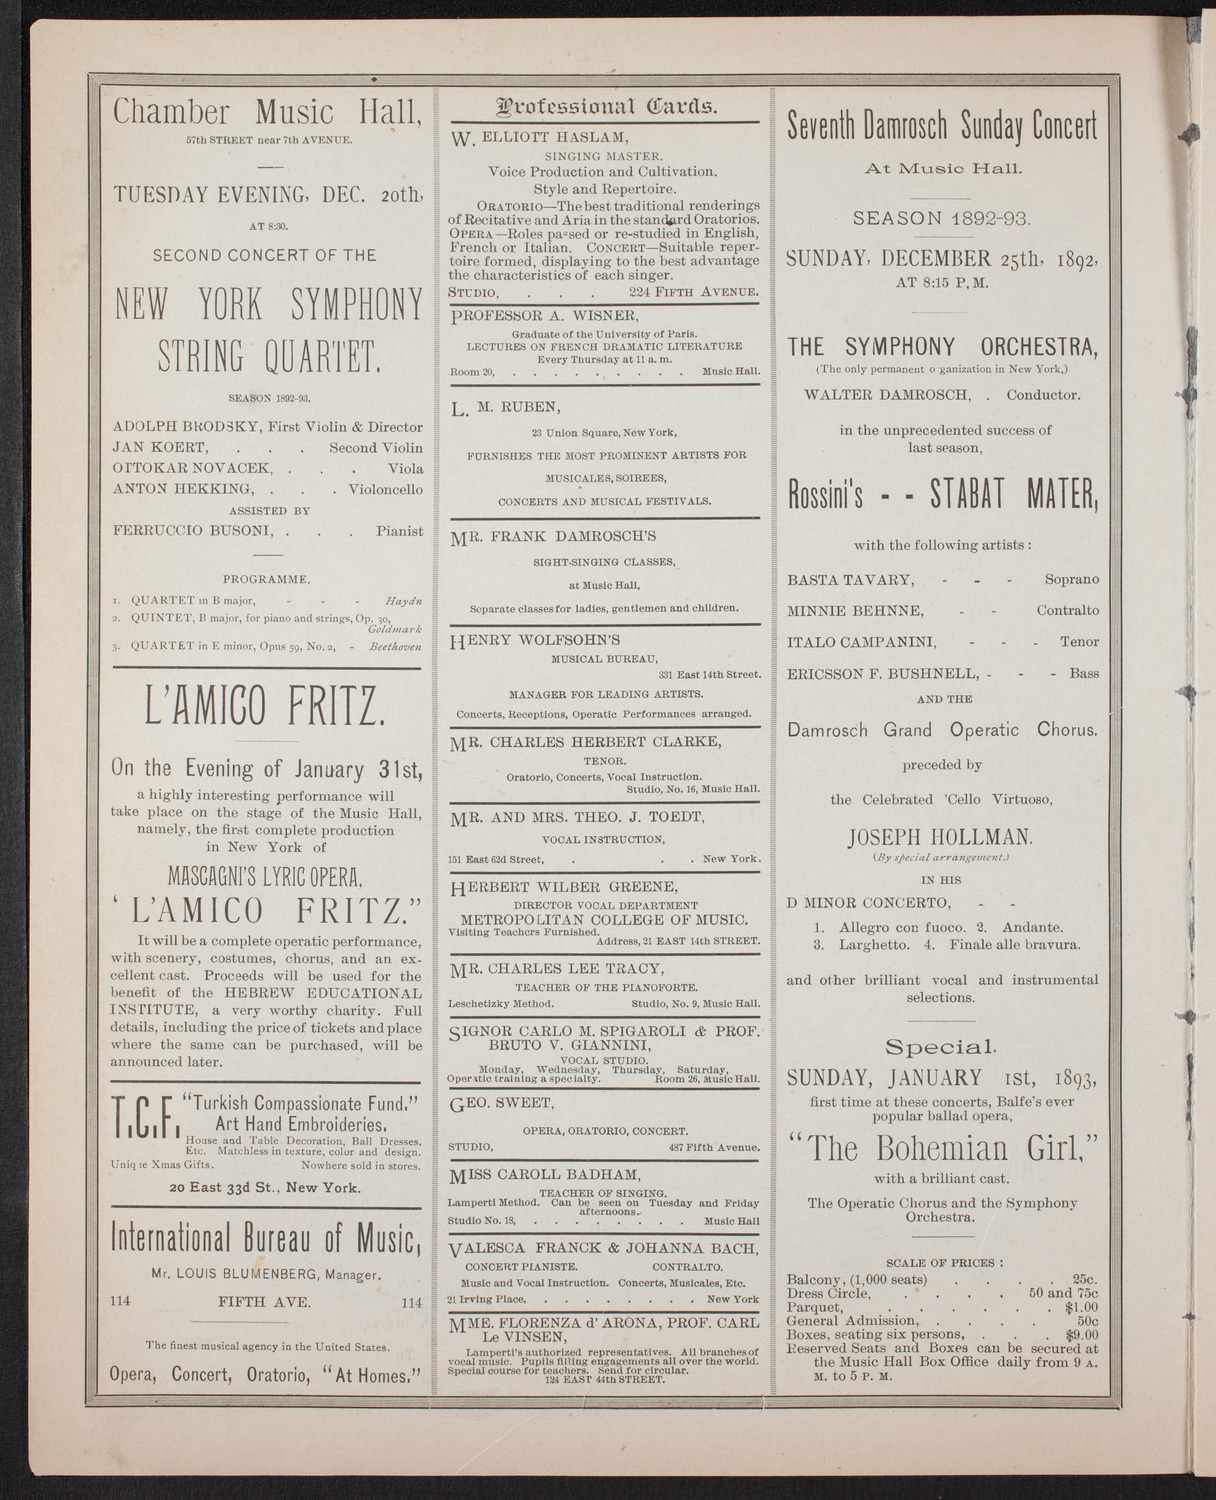 Chamber Music Hall,
57th STREET near 7th AVENUE.
TUESDAY EVENING, DEC. 20th,
AT 8:30.
SECOND CONCERT OF THE
NEW YORK SYMPHONY
STRING QUARTET.
SEASON 1892-93.
ADOLPH BRODSKY, First Violin & Director
JAN KOERT, . . . Second Violin
OTTOKAR NOVACEK, . . . Viola
ANTON HEKKING, . . . Violoncello
ASSISTED BY
FERRUCCIO BUSONI, . . . Pianist
PROGRAMME.
1. QUARTET in B major, - - - Haydn
2. QUINTET, B major, for piano and strings, Op. 30,
Goldmark
3. QUARTET in E minor, Opus 59, No. 2, - Beethoven
L'AMICO FRITZ.
On the Evening of January 31st,
a highly interesting performance will
take place on the stage of the Music Hall,
namely, the first complete production
in New York of
MASCAGNI'S LYRIC OPERA,
' L'AMICO FRITZ."
It will be a complete operatic performance,
with scenery, costumes, chorus, and an ex-
cellent cast. Proceeds will be used for the
benefit of the HEBREW EDUCATIONAL
INSTITUTE, a very worthy charity. Full
details, including the price of tickets and place
where the same can be purchased, will be
announced later.
T.C.F. "Turkish Compassionate Fund."
Art Hand Embroideries.
House and Table Decoration, Ball Dresses,
Etc. Matchless in texture, color and design.
Uniq ie Xmas Gifts. Nowhere sold in stores.
20 East 33d St., New York.
International Bureau of Music,
Mr. LOUIS BLUMENBERG, Manager.
114 FIFTH AVE. 114
The finest musical agency in the United States.
Opera, Concert, Oratorio, "At Homes."
Professional Cards.
W. ELLIOTT HASLAM,
SINGING MASTER.
Voice Production and Cultivation.
Style and Repertoire.
ORATORIO—The best traditional renderings
of Recitative and Aria in the standard Oratorios.
OPERA—Roles passed or re-studied in English,
French or Italian. CONCERT—Suitable reper-
toire formed, displaying to the best advantage
the characteristics of each singer.
STUDIO, . . . 224 FIFTH AVENUE.
PROFESSOR A. WISNER,
Graduate of the University of Paris.
LECTURES ON FRENCH DRAMATIC LITERATURE
Every Thursday at 11 a. m.
Room 20, . . . . . . . . . Music Hall.
L. M. RUBEN,
23 Union Square, New York,
FURNISHES THE MOST PROMINENT ARTISTS FOR
MUSICALES, SOIREES,
CONCERTS AND MUSICAL FESTIVALS.
MR. FRANK DAMROSCH'S
SIGHT-SINGING CLASSES,
at Music Hall,
Separate classes for ladies, gentlemen and children.
HENRY WOLFSOHN'S
MUSICAL BUREAU,
331 East 14th Street.
MANAGER FOR LEADING ARTISTS.
Concerts, Receptions, Operatic Performances arranged.
MR. CHARLES HERBERT CLARKE,
TENOR.
Oratorio, Concerts, Vocal Instruction.
Studio, No. 16, Music Hall.
MR. AND MRS. THEO. J. TOEDT,
VOCAL INSTRUCTION,
151 East 62d Street, . . . New York.
HERBERT WILBER GREENE,
DIRECTOR VOCAL DEPARTMENT
METROPOLITAN COLLEGE OF MUSIC.
Visiting Teachers Furnished.
Address, 21 EAST 14th STREET.
MR. CHARLES LEE TRACY,
TEACHER OF THE PIANOFORTE.
Leschetizky Method. Studio, No. 9, Music Hall.
SIGNOR CARLO M. SPIGAROLI & PROF.
BRUTO V. GIANNINI,
VOCAL STUDIO.
Monday, Wednesday, Thursday, Saturday,
Operatic training a specialty. Room 26, Music Hall.
GEO. SWEET,
OPERA, ORATORIO, CONCERT.
STUDIO, 487 Fifth Avenue.
MISS CAROLL BADHAM,
TEACHER OF SINGING.
Lamperti Method. Can be seen on Tuesday and Friday
afternoons.
Studio No. 18, . . . . . . . . Music Hall
VALESCA FRANCK & JOHANNA BACH,
CONCERT PIANISTE. CONTRALTO.
Music and Vocal Instruction. Concerts, Musicales, Etc.
21 Irving Place, . . . . . . . . New York
MME. FLORENZA d' ARONA, PROF. CARL
Le VINSEN,
Lamperti's authorized representatives. All branches of
vocal music. Pupils filling engagements all over the world.
Special course for teachers. Send for circular.
124 EAST 44th STREET.
Seventh Damrosch Sunday Concert
At Music Hall.
SEASON 1892-93.
SUNDAY, DECEMBER 25th, 1892,
AT 8:15 P. M.
THE SYMPHONY ORCHESTRA,
(The only permanent o ganization in New York,)
WALTER DAMROSCH, . Conductor.
in the unprecedented success of
last season,
Rossini's - - STABAT MATER,
with the following artists :
BASTA TAVARY, - - - Soprano
MINNIE BEHNNE, - - Contralto
ITALO CAMPANINI, - - - Tenor
ERICSSON F. BUSHNELL, - - - Bass
AND THE
Damrosch Grand Operatic Chorus.
preceded by
the Celebrated 'Cello Virtuoso,
JOSEPH HOLLMAN.
(By special arrangement.)
IN HIS
D MINOR CONCERTO, - -
1. Allegro con fuoco. 2. Andante.
3. Larghetto. 4. Finale alle bravura.
and other brilliant vocal and instrumental
selections.
Special.
SUNDAY, JANUARY 1st, 1893,
first time at these concerts, Balfe's ever
popular ballad opera,
"The Bohemian Girl,"
with a brilliant cast.
The Operatic Chorus and the Symphony
Orchestra.
SCALE OF PRICES :
Balcony, (1,000 seats) . . . . 25c.
Dress Circle, . . . . 50 and 75c
Parquet, . . . . . . $1.00
General Admission, . . . . 50c
Boxes, seating six persons, . . . $9.00
Reserved Seats and Boxes can be secured at
the Music Hall Box Office daily from 9 A.
M. to 5 P. M.